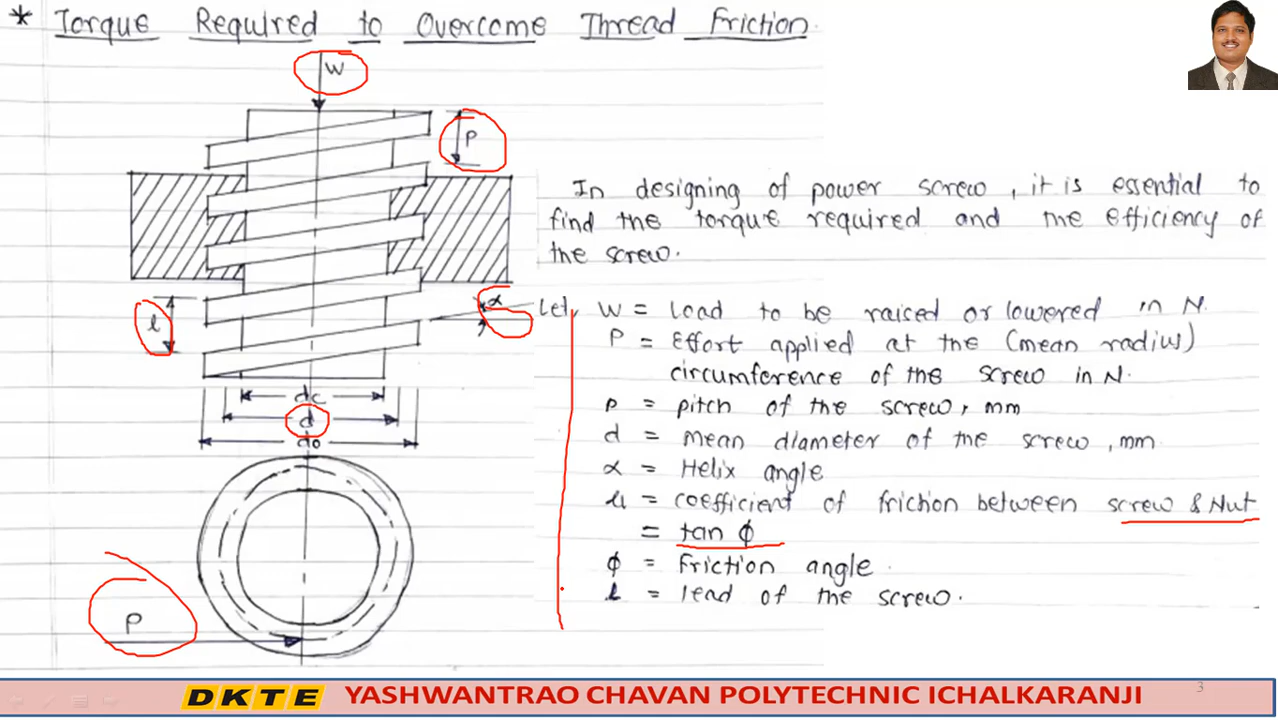 * Torque Required to Overcome Thread Friction.
W
P
l
α
dc
d
do
P
In designing of power screw, it is essential to
find the torque required and the efficiency of
the screw.
Let, W = Load to be raised or lowered in N.
P = Effort applied at the (mean radius)
circumference of the screw in N.
p = pitch of the screw, mm
d = Mean diameter of the screw, mm.
α = Helix angle
μ = coefficient of friction between screw & Nut
= tan ϕ
ϕ = Friction angle.
l = lead of the screw.
DKTE YASHWANTRAO CHAVAN POLYTECHNIC ICHALKARANJI
3